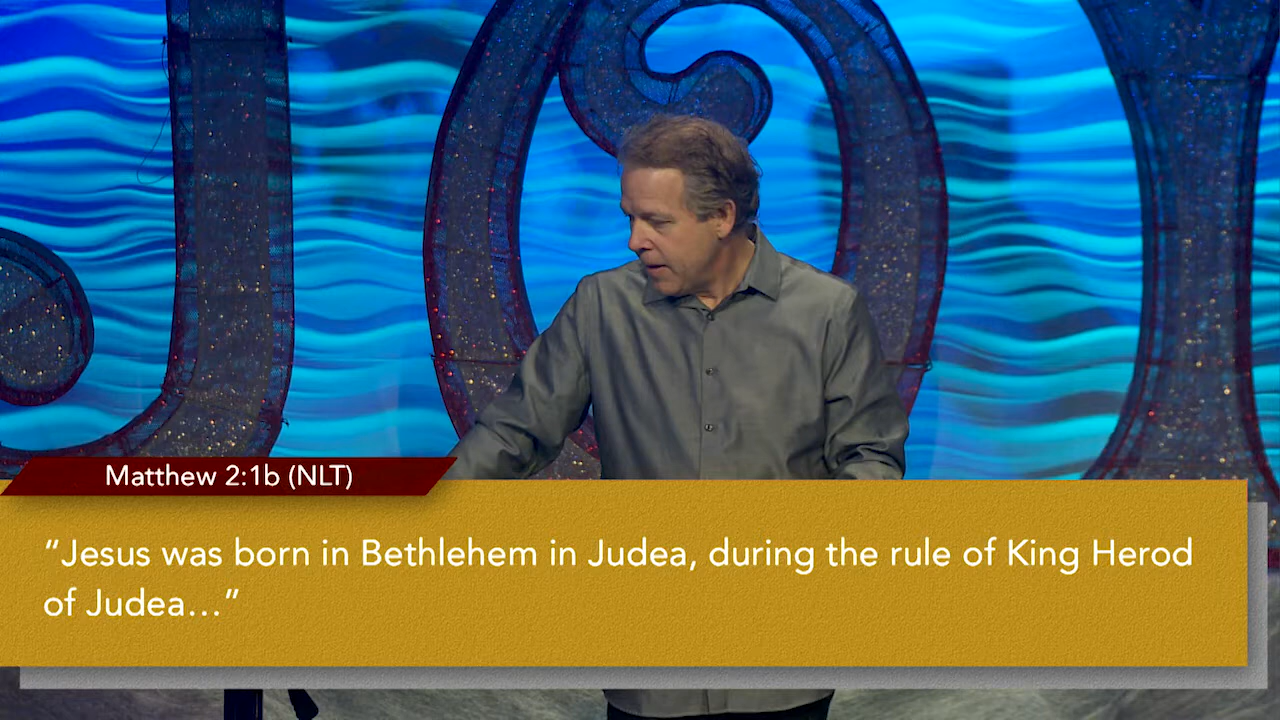 JOY
Matthew 2:1b (NLT)
“Jesus was born in Bethlehem in Judea, during the rule of King Herod
of Judea…”